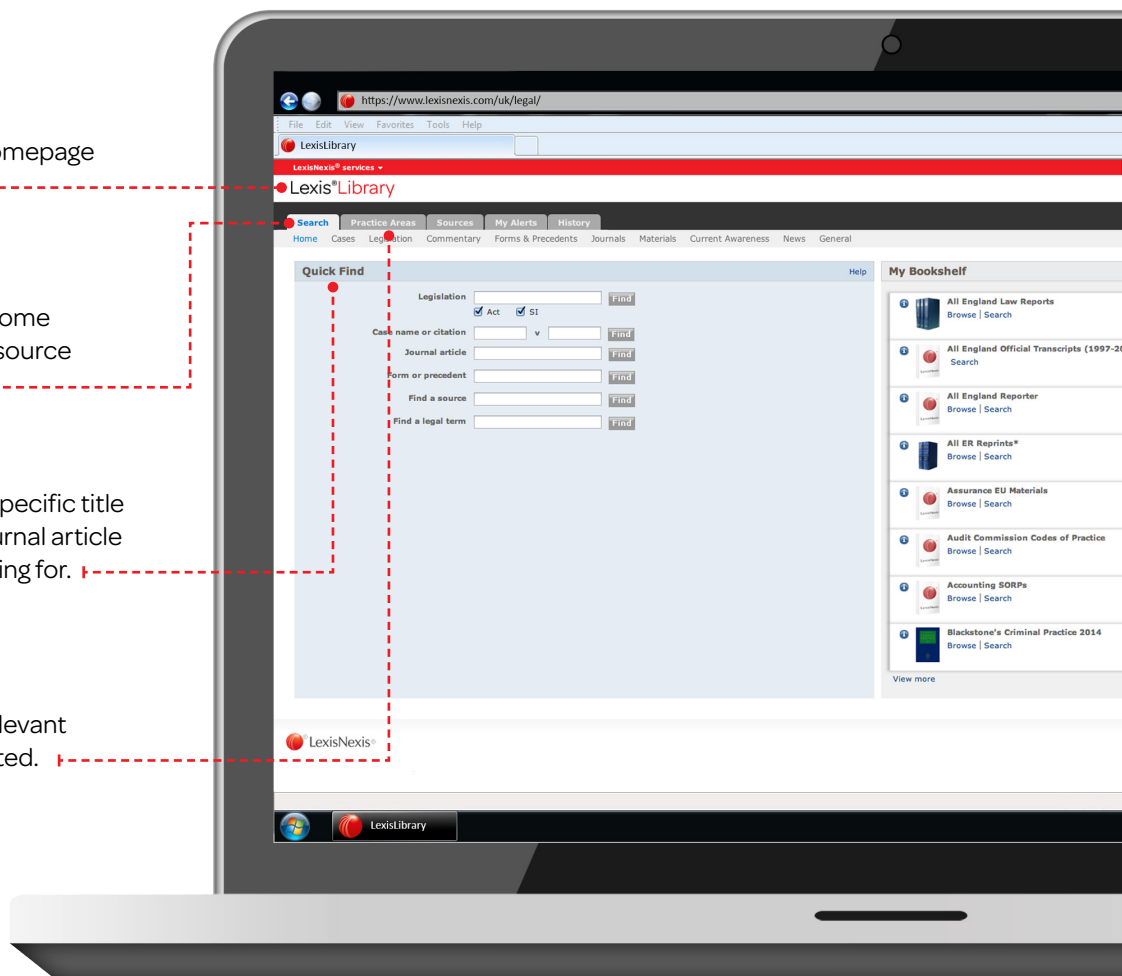 omepage
ome
source
pecific title
urnal article
ing for.
levant
ted.
https://www.lexisnexis.com/uk/legal/
File Edit View Favorites Tools Help
LexisLibrary
LexisNexis® services
Lexis®Library
Search Practice Areas Sources My Alerts History
Home Cases Legislation Commentary Forms & Precedents Journals Materials Current Awareness News General
Quick Find Help
Legislation Find
Act SI
Case name or citation v Find
Journal article Find
Form or precedent Find
Find a source Find
Find a legal term Find
My Bookshelf
All England Law Reports
Browse | Search
All England Official Transcripts (1997-20
Search
All England Reporter
Browse | Search
All ER Reprints*
Browse | Search
Assurance EU Materials
Browse | Search
Audit Commission Codes of Practice
Browse | Search
Accounting SORPs
Browse | Search
Blackstone's Criminal Practice 2014
Browse | Search
View more
LexisNexis®
LexisLibrary